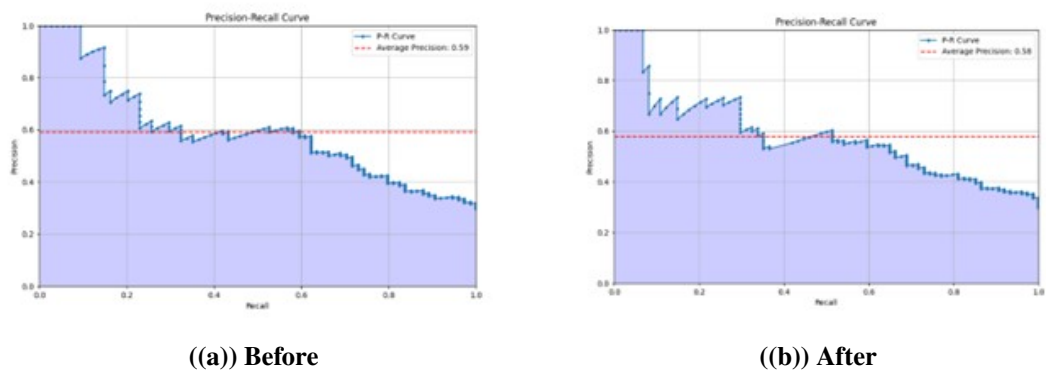 Precision-Recall Curve
P-R Curve
Average Precision: 0.59
1.0
0.8
0.6
0.4
0.2
0.0
Precision
0.0 0.2 0.4 0.6 0.8 1.0
Recall
((a)) Before
Precision-Recall Curve
P-R Curve
Average Precision: 0.58
1.0
0.8
0.6
0.4
0.2
0.0
Precision
0.0 0.2 0.4 0.6 0.8 1.0
Recall
((b)) After